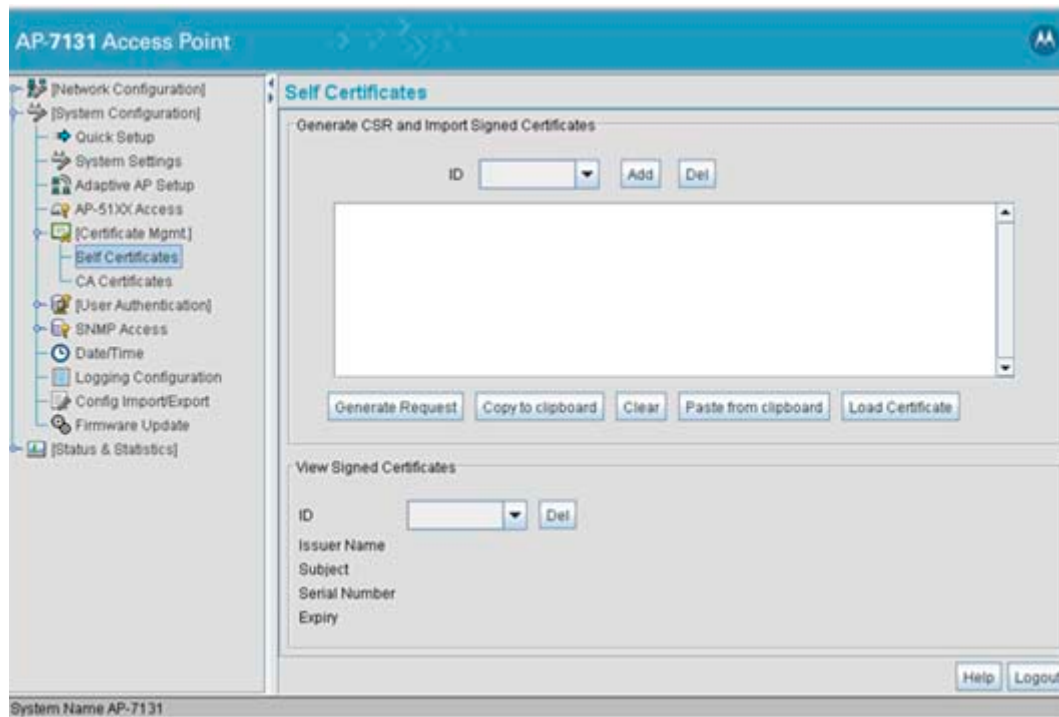 AP-7131 Access Point
[Network Configuration]
[System Configuration]
Quick Setup
System Settings
Adaptive AP Setup
AP-51XX Access
[Certificate Mgmt.]
Self Certificates
CA Certificates
[User Authentication]
SNMP Access
Date/Time
Logging Configuration
Config Import/Export
Firmware Update
[Status & Statistics]
Self Certificates
Generate CSR and Import Signed Certificates
ID Add Del
Generate Request Copy to clipboard Clear Paste from clipboard Load Certificate
View Signed Certificates
ID Del
Issuer Name
Subject
Serial Number
Expiry
Help Logout
System Name AP-7131